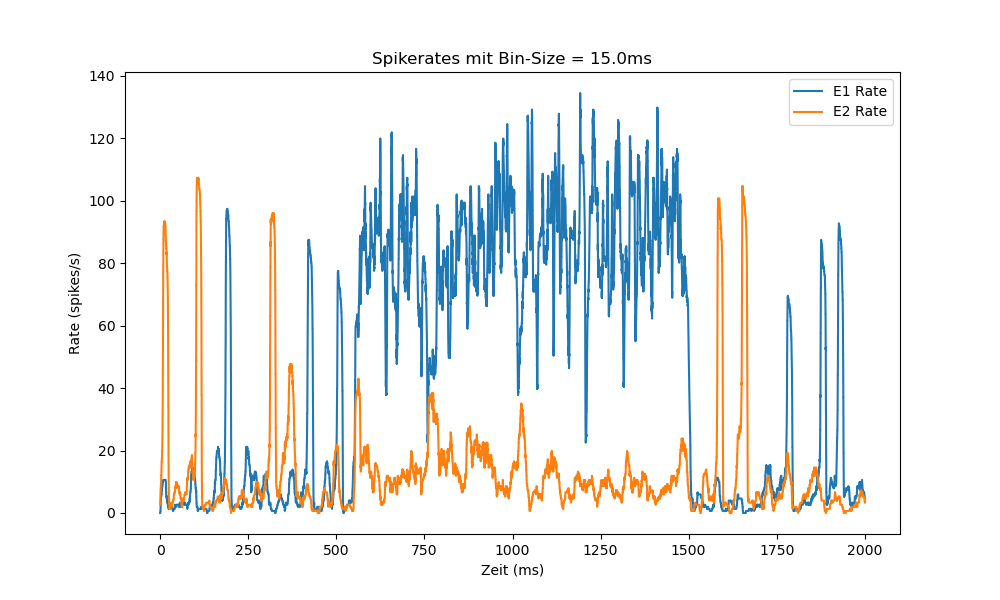 Spikerates mit Bin-Size = 15.0ms
E1 Rate
E2 Rate
Rate (spikes/s)
140
120
100
80
60
40
20
0
0 250 500 750 1000 1250 1500 1750 2000
Zeit (ms)